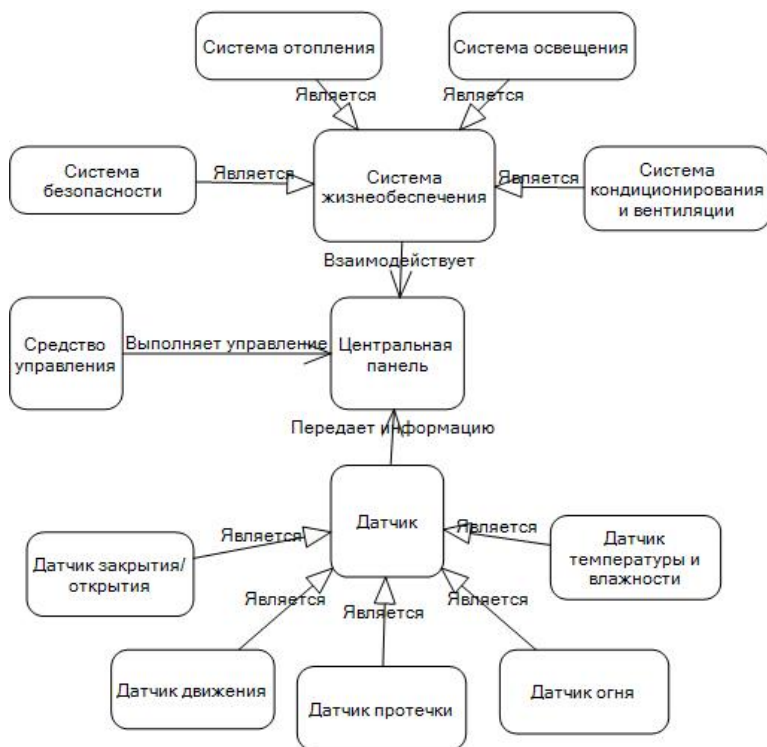 Система отопления
Система освещения
Является
Является
Система
безопасности
Является
Система
жизнеобеспечения
Является
Система
кондиционирования
и вентиляции
Взаимодействует
Средство
управления
Выполняет управление
Центральная
панель
Передает информацию
Датчик
Является
Является
Датчик закрытия/
открытия
Датчик
температуры и
влажности
Является
Является
Является
Датчик движения
Датчик протечки
Датчик огня